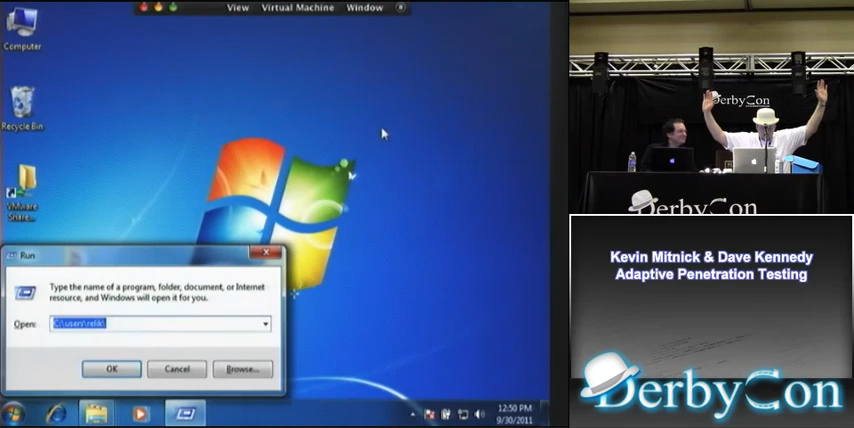 View Virtual Machine Window
Computer
Recycle Bin
VMware
Share...
Run
Type the name of a program, folder, document, or Internet
resource, and Windows will open it for you.
Open:
C:\users\relik\
OK
Cancel
Browse...
12:50 PM
9/30/2011
DerbyCon
DerbyCon
Kevin Mitnick & Dave Kennedy
Adaptive Penetration Testing
DerbyCon